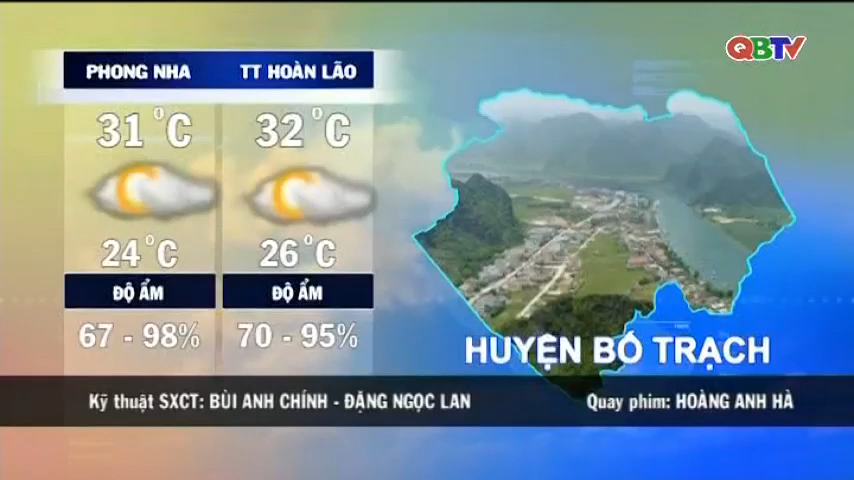 QBTV
PHONG NHA
TT HOÀN LÃO
31°C
32°C
24°C
26°C
ĐỘ ẨM
ĐỘ ẨM
67 - 98%
70 - 95%
HUYỆN BỐ TRẠCH
Kỹ thuật SXCT: BÙI ANH CHÍNH - ĐẶNG NGỌC LAN
Quay phim: HOÀNG ANH HÀ